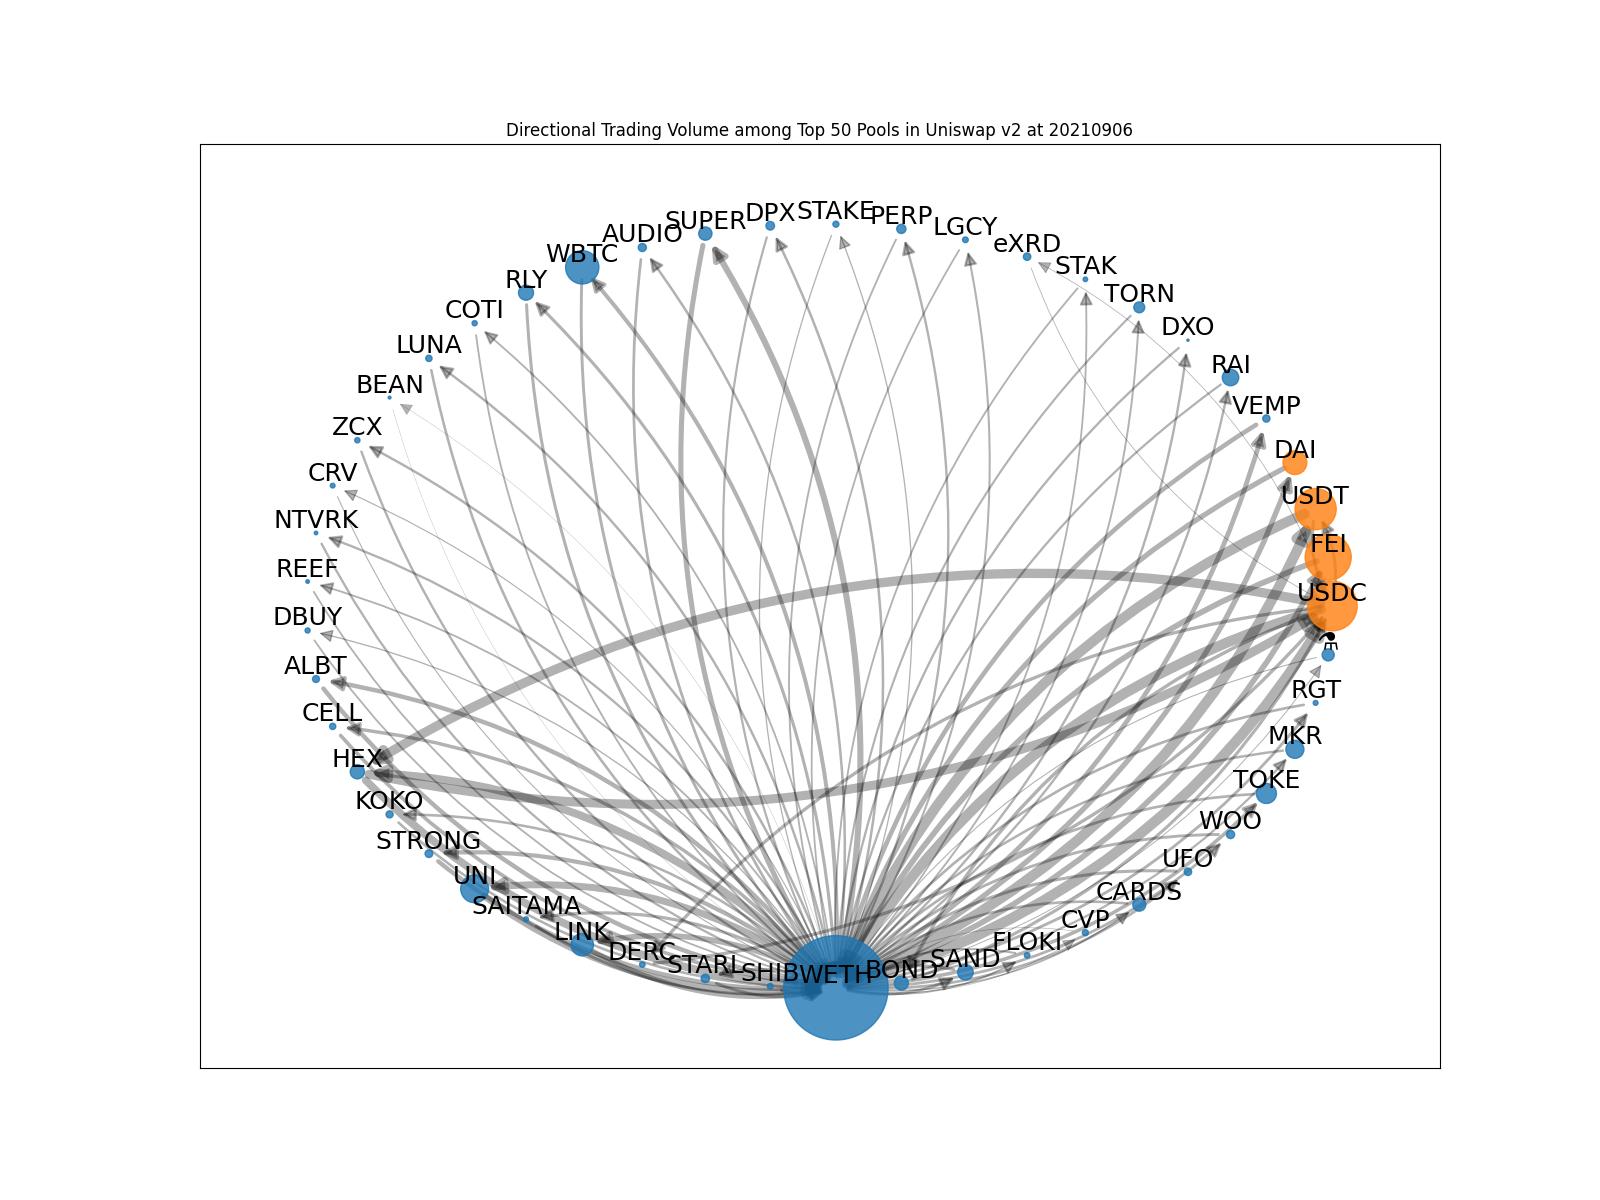 Directional Trading Volume among Top 50 Pools in Uniswap v2 at 20210906
STAKE
DPX
PERP
SUPER
LGCY
AUDIO
eXRD
WBTC
STAK
RLY
TORN
COTI
DXO
LUNA
RAI
BEAN
VEMP
ZCX
DAI
CRV
USDT
NTVRK
FEI
REEF
USDC
DBUY
⚗
ALBT
RGT
CELL
MKR
HEX
TOKE
KOKO
WOO
STRONG
UFO
UNI
CARDS
SAITAMA
CVP
LINK
FLOKI
DERC
SAND
STARL
SHIB
WETH
BOND